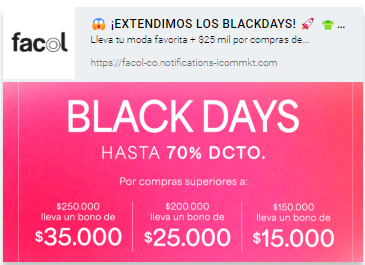 facol
😱 ¡EXTENDIMOS LOS BLACKDAYS! 🚀 👚 ...
Lleva tu moda favorita + $25 mil por compras de...
https://facol-co.notifications-icommkt.com
BLACK DAYS
HASTA 70% DCTO.
Por compras superiores a:
$250.000 $200.000 $150.000
lleva un bono de lleva un bono de lleva un bono de
$35.000 $25.000 $15.000